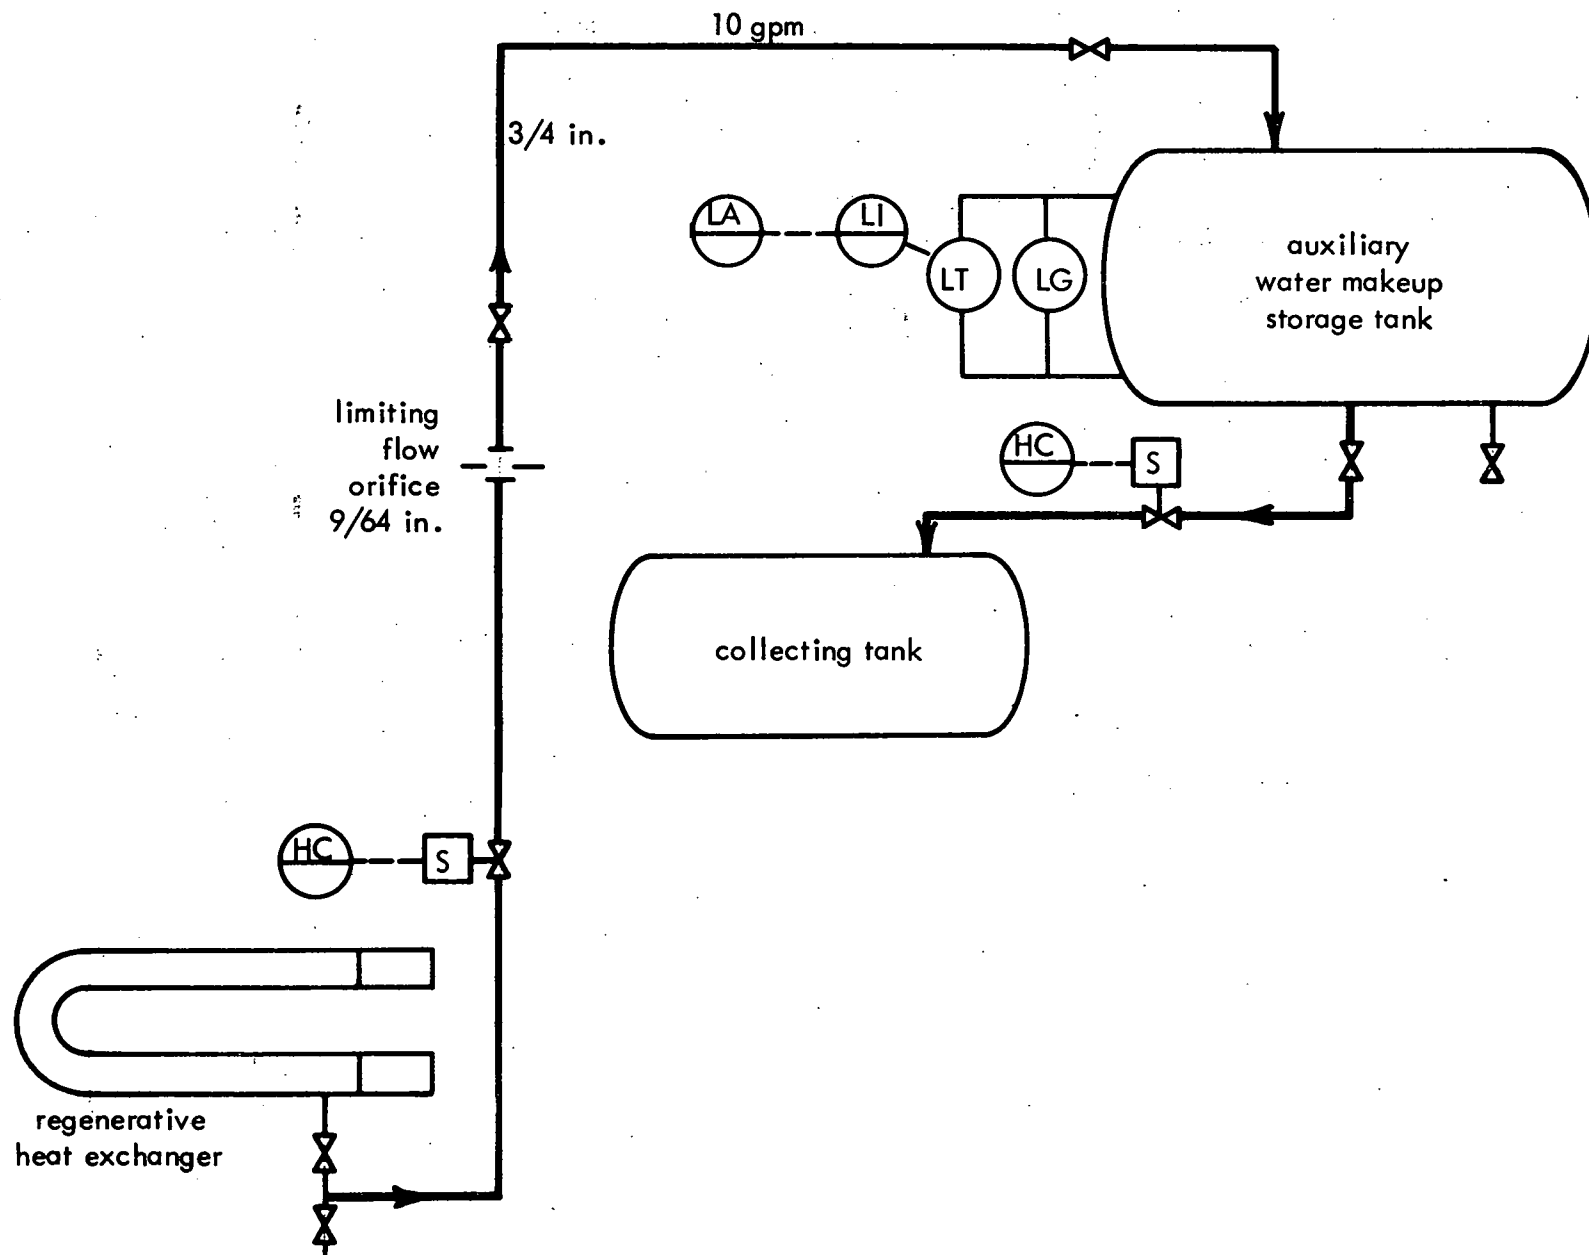 10 gpm
3/4 in.
LA
LI
LT
LG
auxiliary
water makeup
storage tank
limiting
flow
orifice
9/64 in.
HC
S
collecting tank
HC
S
regenerative
heat exchanger